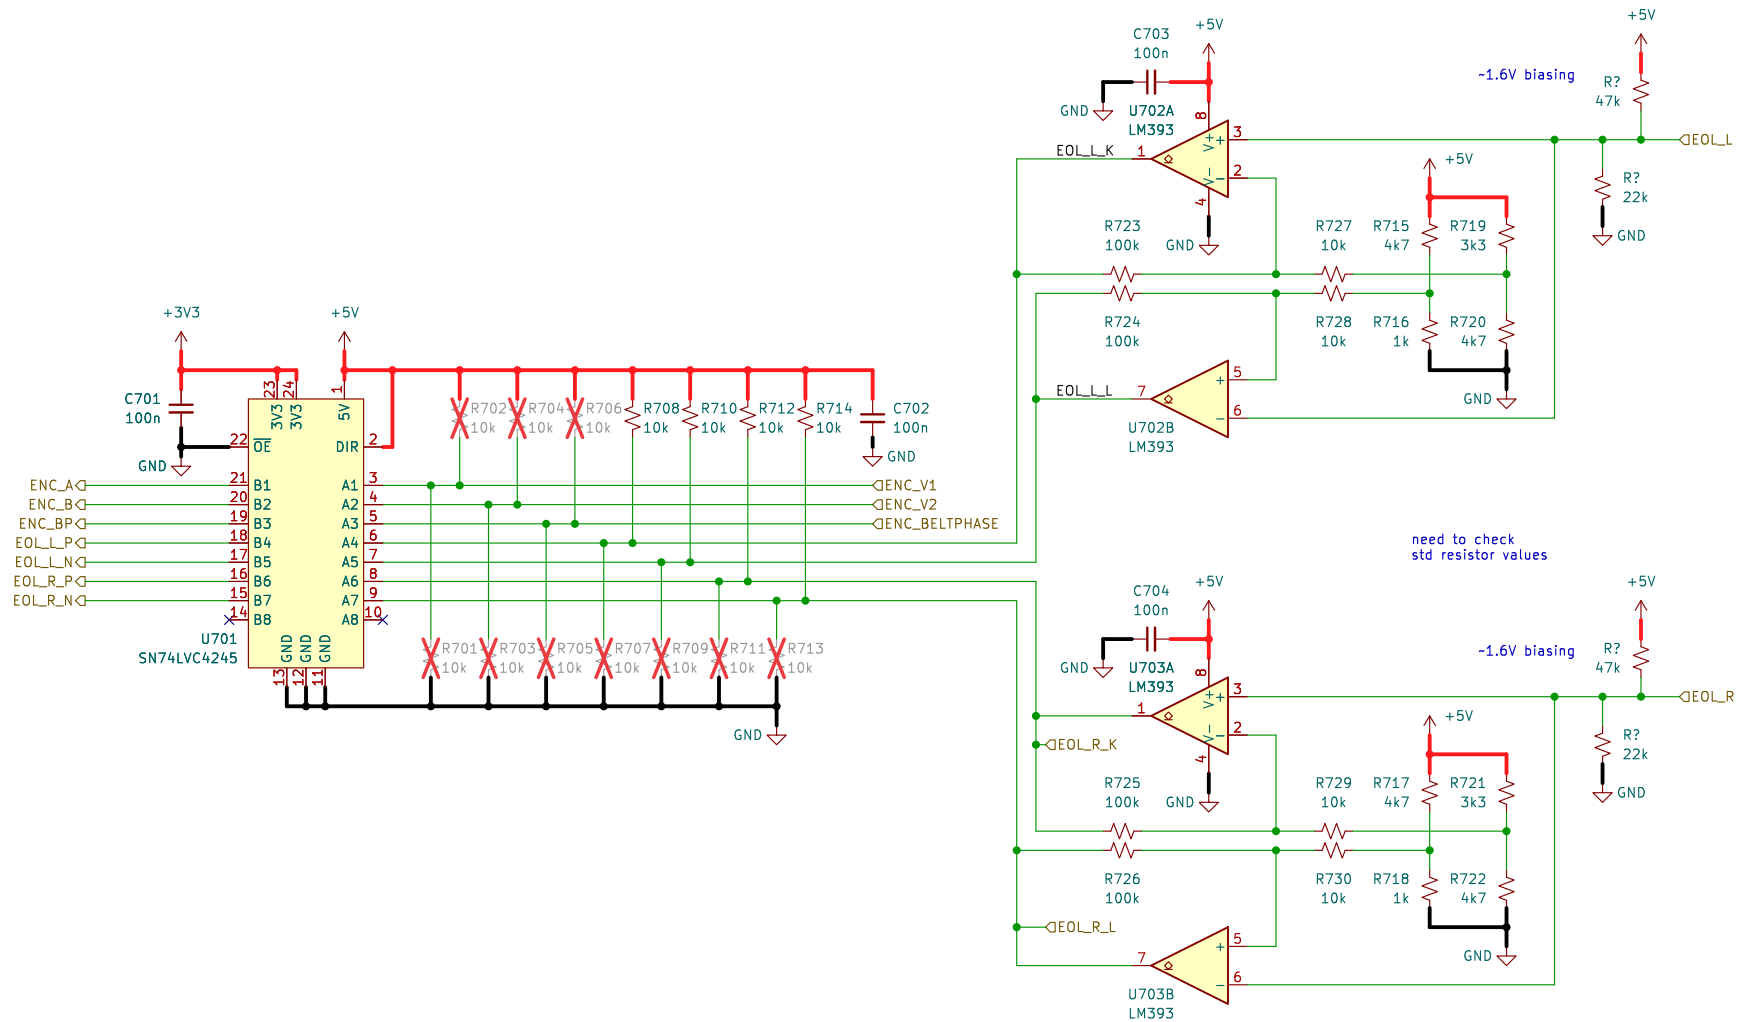 +3V3
+5V
C701
100n
GND
23
24
1
3V3
3V3
5V
22
OE
DIR
2
ENC_A
21
B1
A1
3
ENC_V1
ENC_B
20
B2
A2
4
ENC_V2
ENC_BP
19
B3
A3
5
ENC_BELTPHASE
EOL_L_P
18
B4
A4
6
EOL_L_N
17
B5
A5
7
EOL_R_P
16
B6
A6
8
EOL_R_N
15
B7
A7
9
14
B8
A8
10
U701
SN74LVC4245
GND
GND
GND
13
12
11
R702
10k
R704
10k
R706
10k
R708
10k
R710
10k
R712
10k
R714
10k
C702
100n
GND
R701
10k
R703
10k
R705
10k
R707
10k
R709
10k
R711
10k
R713
10k
GND
C703
100n
+5V
GND
U702A
LM393
8
V+
V-
4
+
-
3
2
1
EOL_L_K
GND
~1.6V biasing
+5V
R?
47k
EOL_L
R?
22k
GND
+5V
R723
100k
R727
10k
R715
4k7
R719
3k3
R724
100k
R728
10k
R716
1k
R720
4k7
GND
EOL_L_L
7
+
-
5
6
U702B
LM393
need to check
std resistor values
C704
100n
+5V
GND
U703A
LM393
8
V+
V-
4
+
-
3
2
1
EOL_R_K
GND
~1.6V biasing
+5V
R?
47k
EOL_R
R?
22k
GND
+5V
R725
100k
R729
10k
R717
4k7
R721
3k3
R726
100k
R730
10k
R718
1k
R722
4k7
GND
EOL_R_L
7
+
-
5
6
U703B
LM393